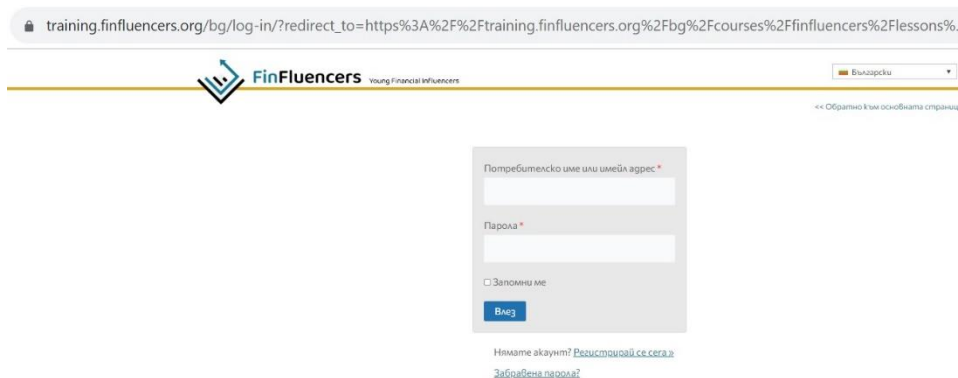 training.finfluencers.org/bg/log-in/?redirect_to=https%3A%2F%2Ftraining.finfluencers.org%2Fbg%2Fcourses%2Ffinfluencers%2Flessons%.
FinFluencers Young Financial Influencers
Български
<< Обратно към основната страниц
Потребителско име или имейл адрес *
Парола *
Запомни ме
Влез
Нямате акаунт? Регистрирай се сега »
Забравена парола?